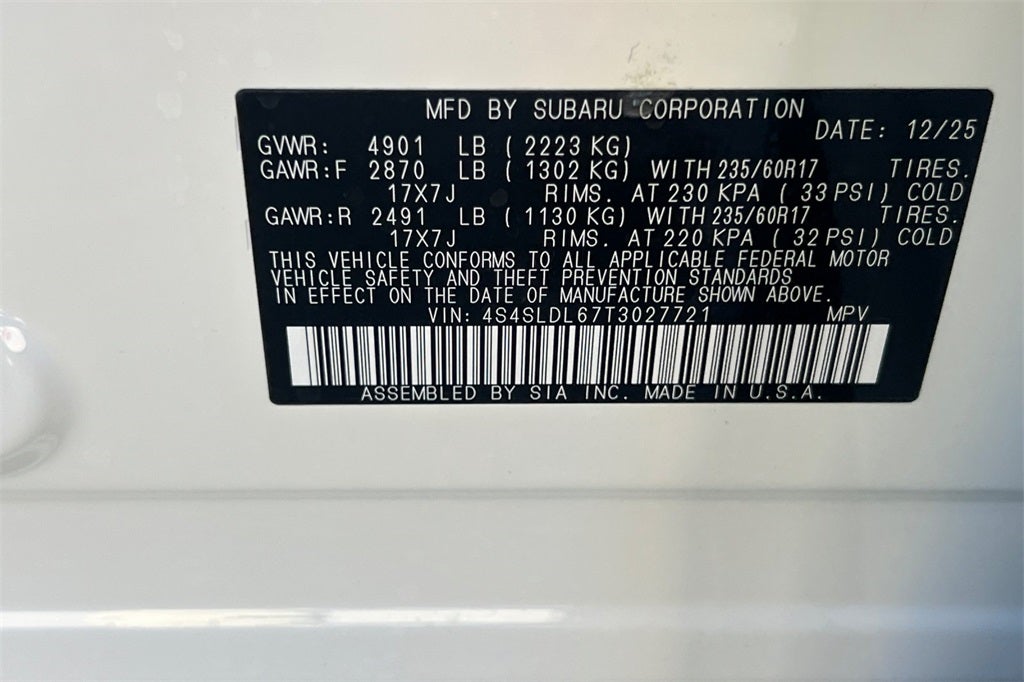 MFD BY SUBARU CORPORATION
DATE: 12/25
GVWR: 4901 LB ( 2223 KG)
GAWR:F 2870 LB ( 1302 KG) WITH 235/60R17 TIRES.
17X7J RIMS. AT 230 KPA ( 33 PSI) COLD
GAWR:R 2491 LB ( 1130 KG) WITH 235/60R17 TIRES.
17X7J RIMS. AT 220 KPA ( 32 PSI) COLD
THIS VEHICLE CONFORMS TO ALL APPLICABLE FEDERAL MOTOR
VEHICLE SAFETY AND THEFT PREVENTION STANDARDS
IN EFFECT ON THE DATE OF MANUFACTURE SHOWN ABOVE.
VIN: 4S4SLDL67T3027721 MPV
ASSEMBLED BY SIA INC. MADE IN U.S.A.